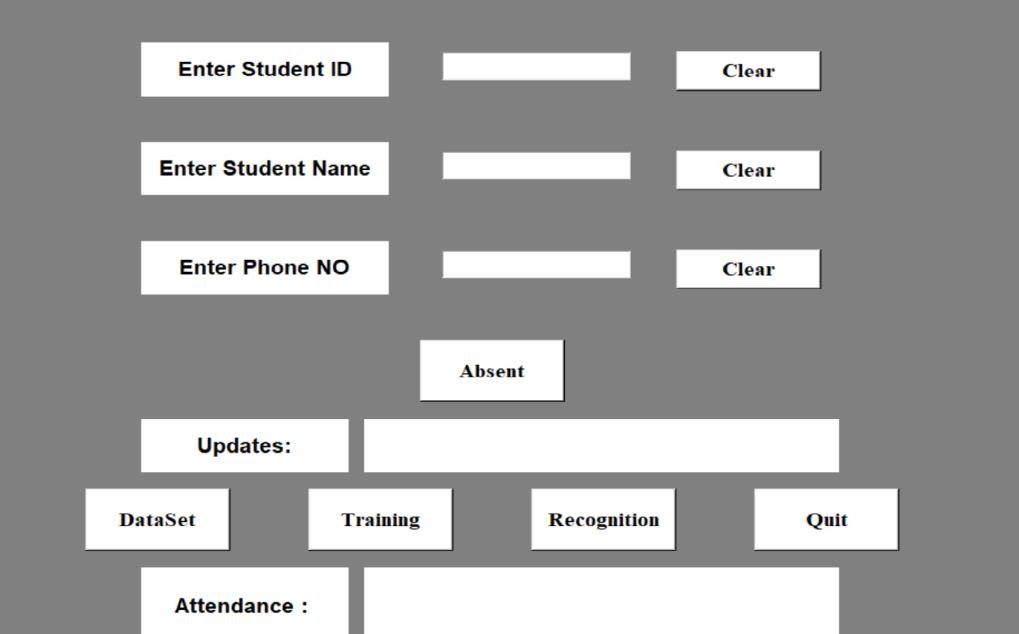 Enter Student ID
Clear
Enter Student Name
Clear
Enter Phone NO
Clear
Absent
Updates:
DataSet
Training
Recognition
Quit
Attendance :